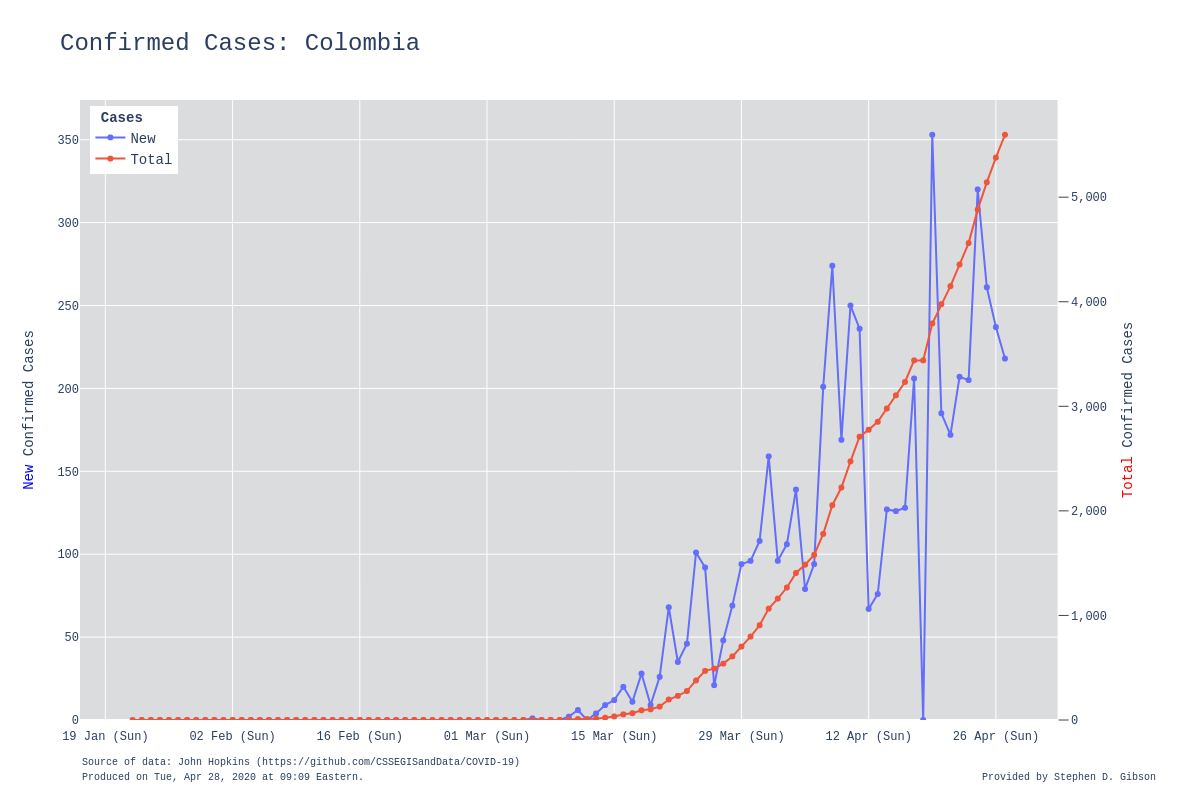 Confirmed Cases: Colombia
Cases
New
Total
350
300
250
200
150
100
50
0
5,000
4,000
3,000
2,000
1,000
0
New Confirmed Cases
Total Confirmed Cases
19 Jan (Sun)
02 Feb (Sun)
16 Feb (Sun)
01 Mar (Sun)
15 Mar (Sun)
29 Mar (Sun)
12 Apr (Sun)
26 Apr (Sun)
Source of data: John Hopkins (https://github.com/CSSEGISandData/COVID-19)
Produced on Tue, Apr 28, 2020 at 09:09 Eastern.
Provided by Stephen D. Gibson